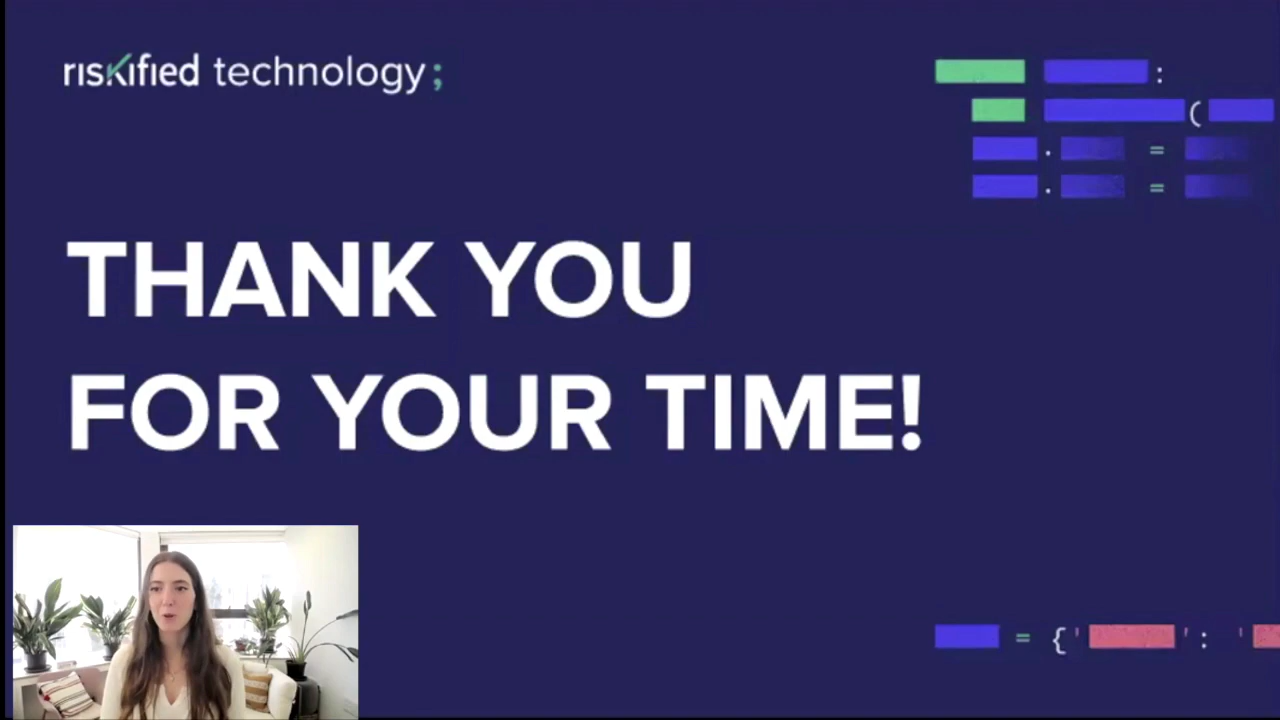 riskified technology;
:
(
. =
. =
THANK YOU
FOR YOUR TIME!
= {' ': '